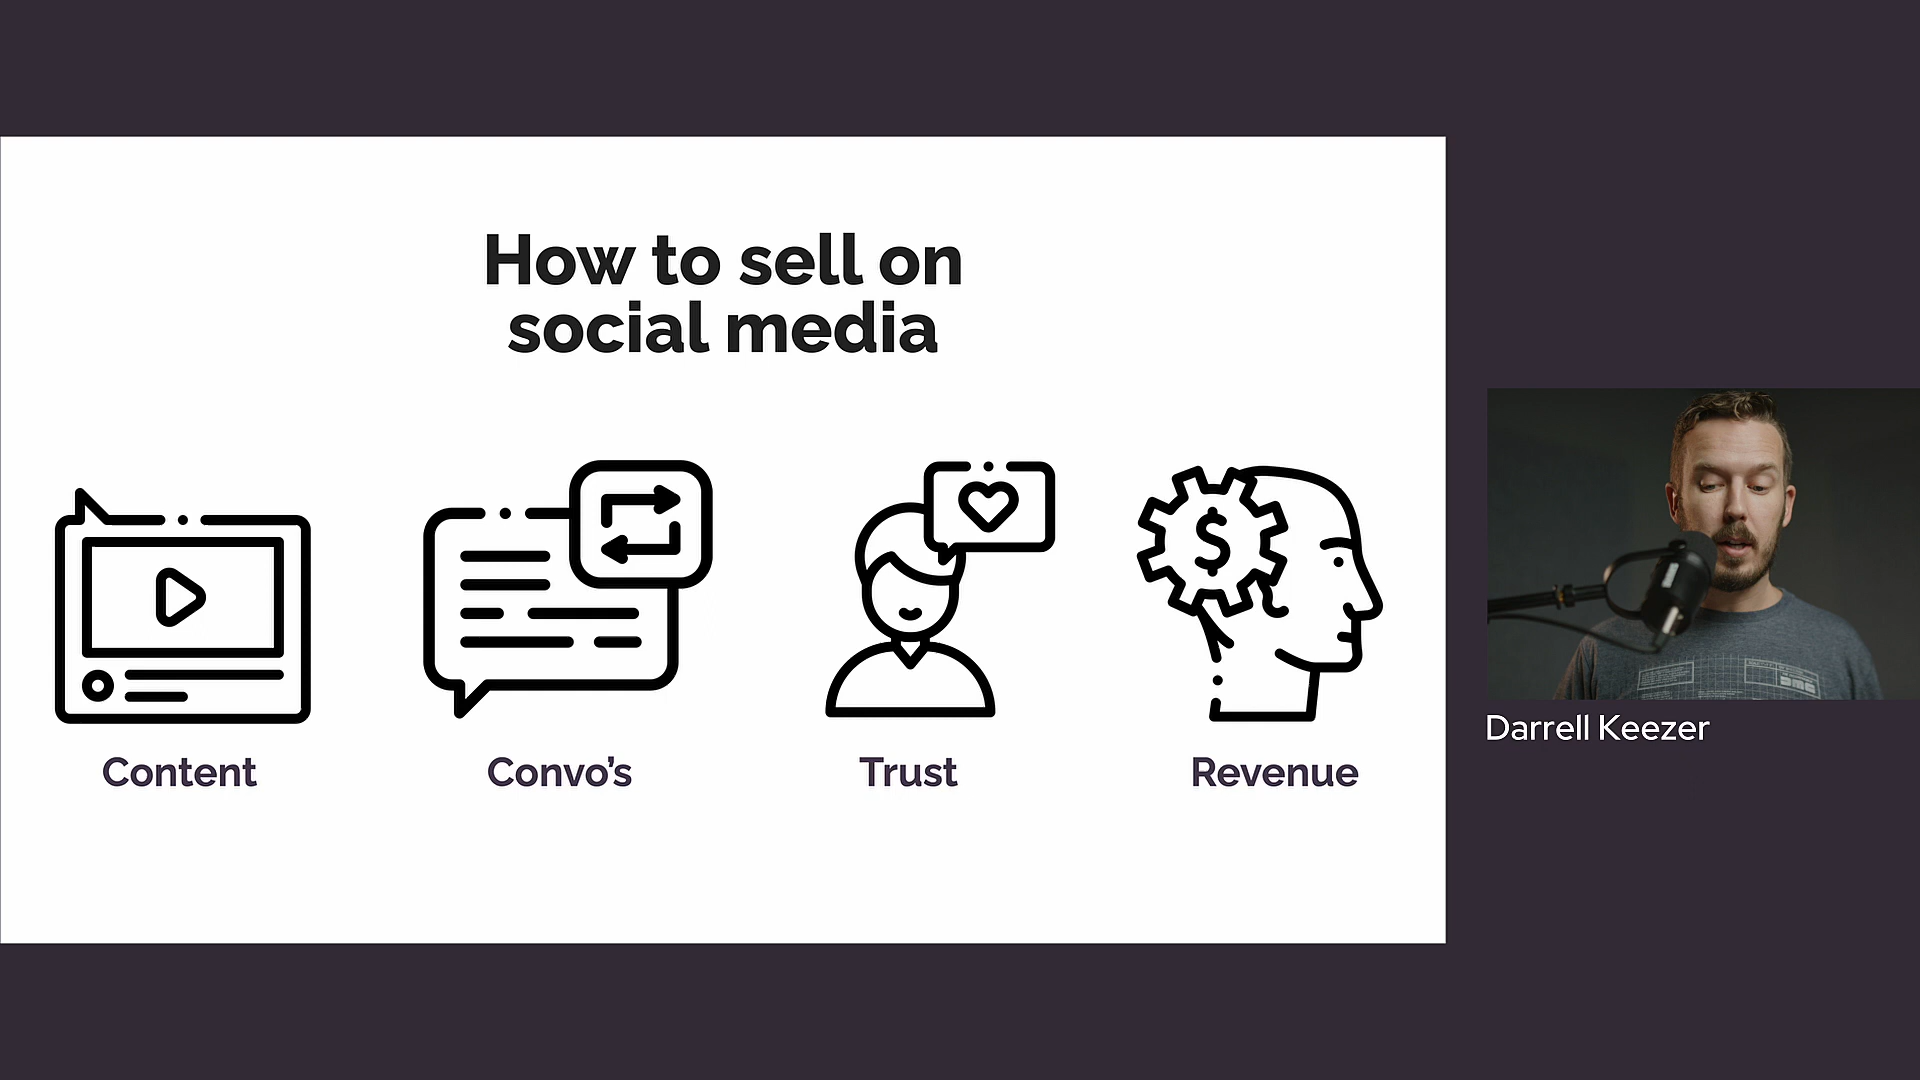 How to sell on
social media
$
Content
Convo’s
Trust
Revenue
Darrell Keezer